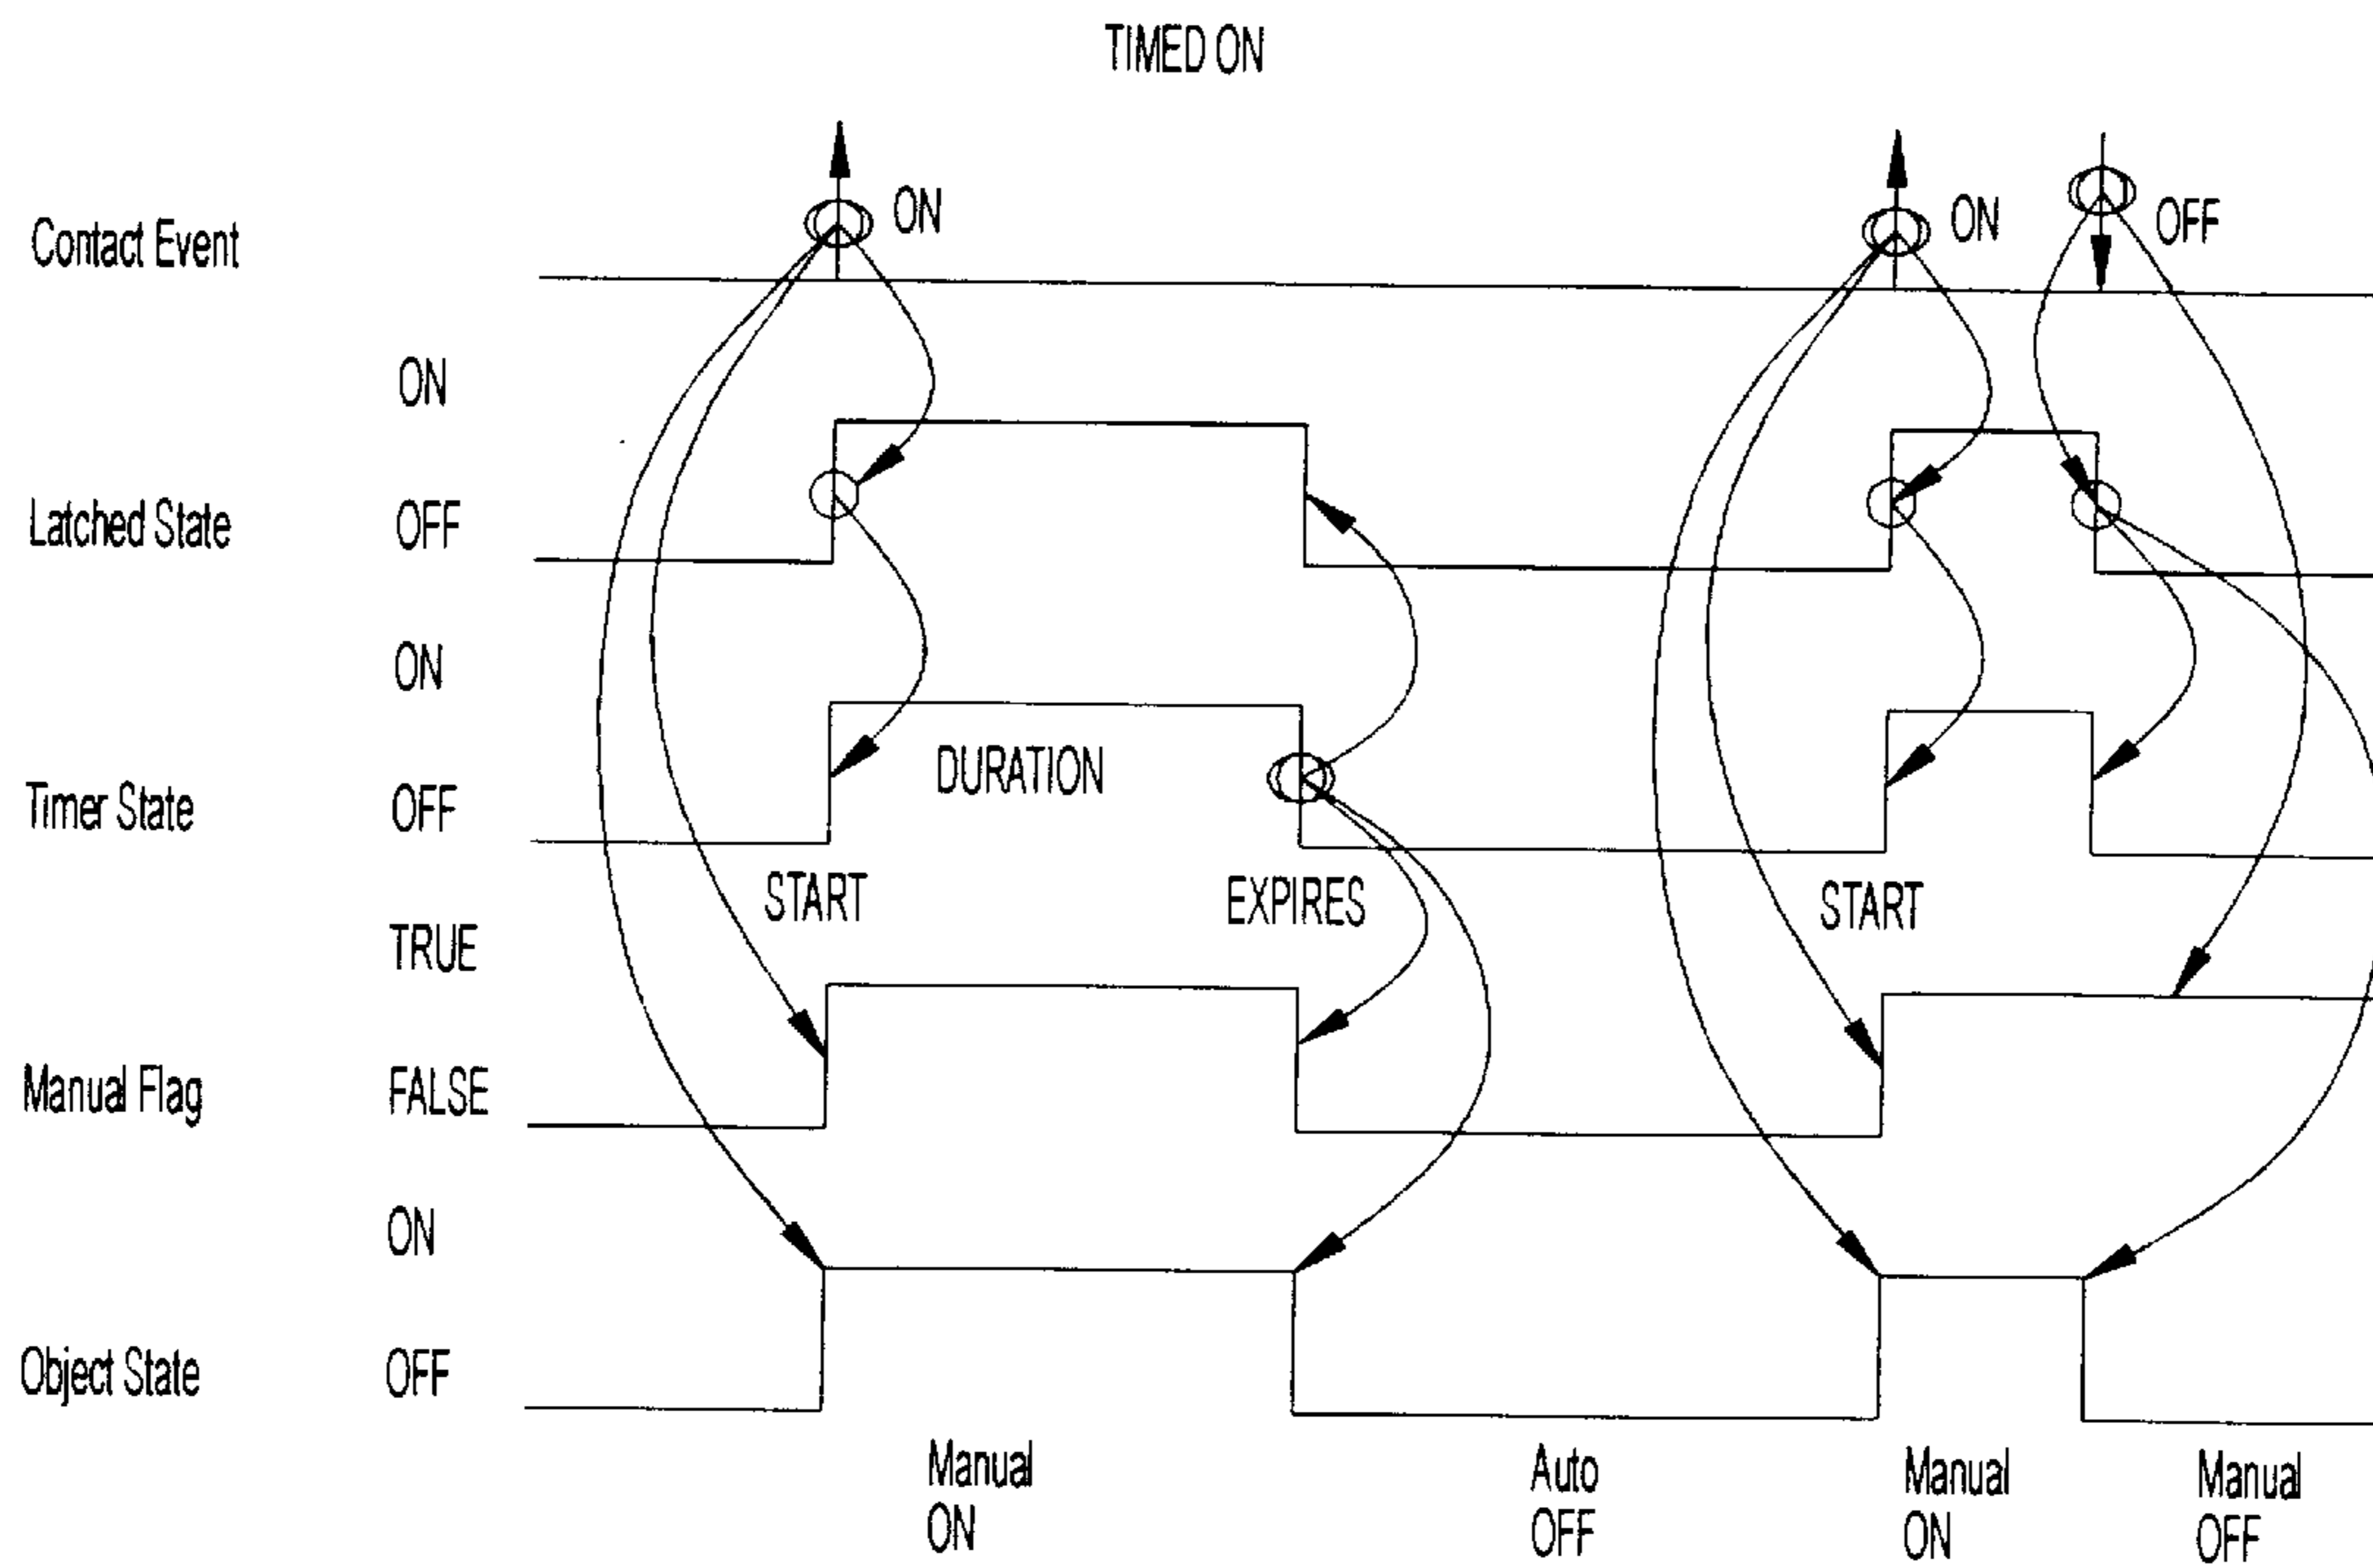 TIMED ON
ON
ON
OFF
Contact Event
ON
Latched State
OFF
ON
DURATION
Timer State
OFF
START
EXPIRES
START
TRUE
Manual Flag
FALSE
ON
Object State
OFF
Manual
ON
Auto
OFF
Manual
ON
Manual
OFF